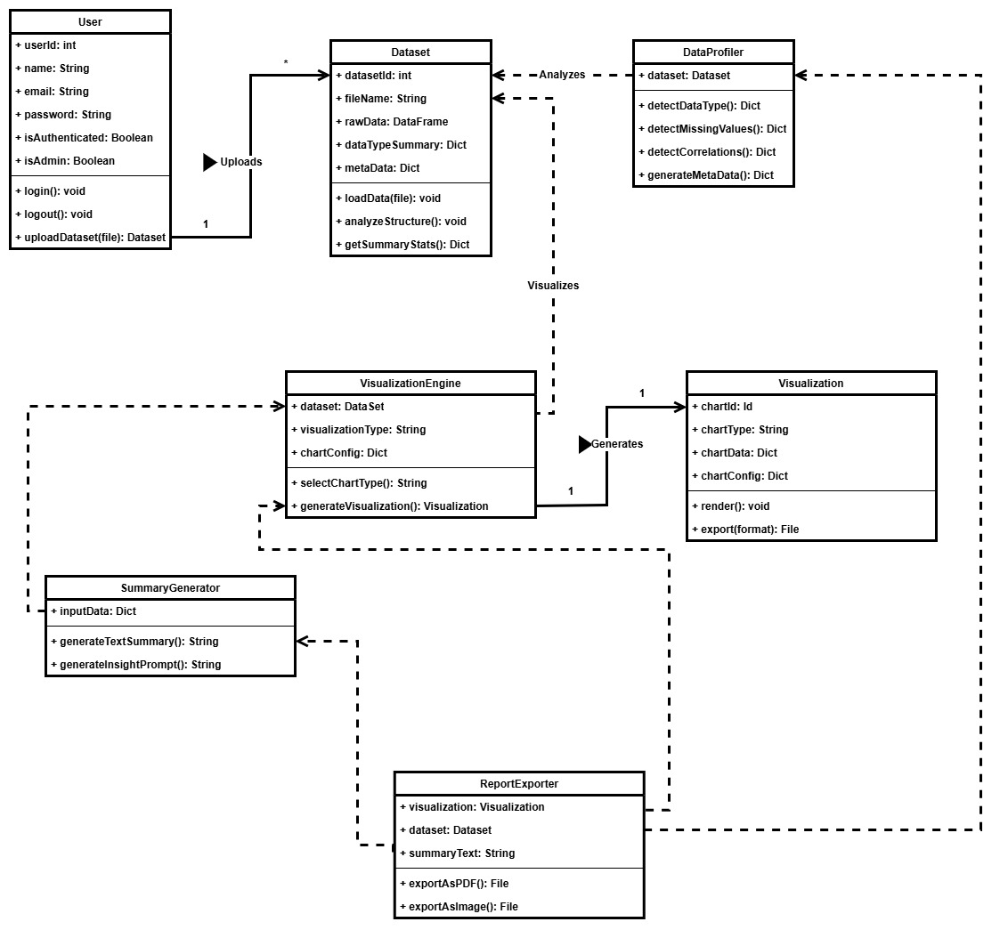 User
+ userId: int
+ name: String
+ email: String
+ password: String
+ isAuthenticated: Boolean
+ isAdmin: Boolean
+ login(): void
+ logout(): void
+ uploadDataset(file): Dataset
1
Uploads
*
Dataset
+ datasetId: int
+ fileName: String
+ rawData: DataFrame
+ dataTypeSummary: Dict
+ metaData: Dict
+ loadData(file): void
+ analyzeStructure(): void
+ getSummaryStats(): Dict
Analyzes
DataProfiler
+ dataset: Dataset
+ detectDataType(): Dict
+ detectMissingValues(): Dict
+ detectCorrelations(): Dict
+ generateMetaData(): Dict
Visualizes
VisualizationEngine
+ dataset: DataSet
+ visualizationType: String
+ chartConfig: Dict
+ selectChartType(): String
+ generateVisualization(): Visualization
1
Generates
1
Visualization
+ chartId: Id
+ chartType: String
+ chartData: Dict
+ chartConfig: Dict
+ render(): void
+ export(format): File
SummaryGenerator
+ inputData: Dict
+ generateTextSummary(): String
+ generateInsightPrompt(): String
ReportExporter
+ visualization: Visualization
+ dataset: Dataset
+ summaryText: String
+ exportAsPDF(): File
+ exportAsImage(): File